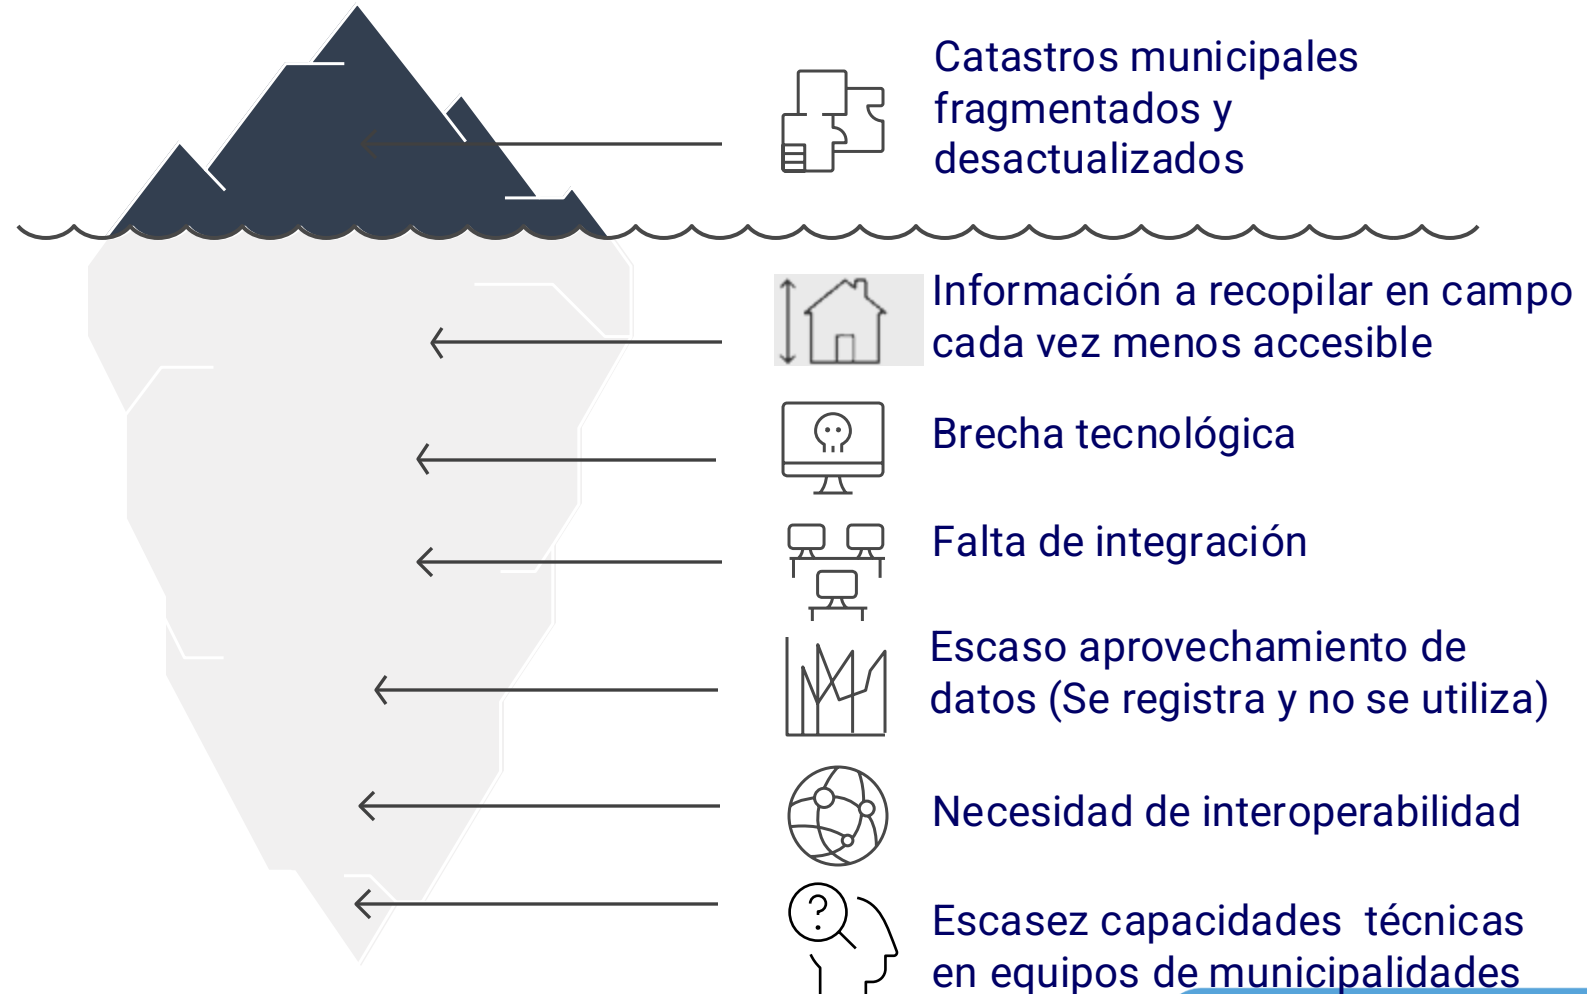 Catastros municipales
fragmentados y
desactualizados
Información a recopilar en campo
cada vez menos accesible
Brecha tecnológica
Falta de integración
Escaso aprovechamiento de
datos (Se registra y no se utiliza)
Necesidad de interoperabilidad
?
Escasez capacidades técnicas
en equipos de municipalidades